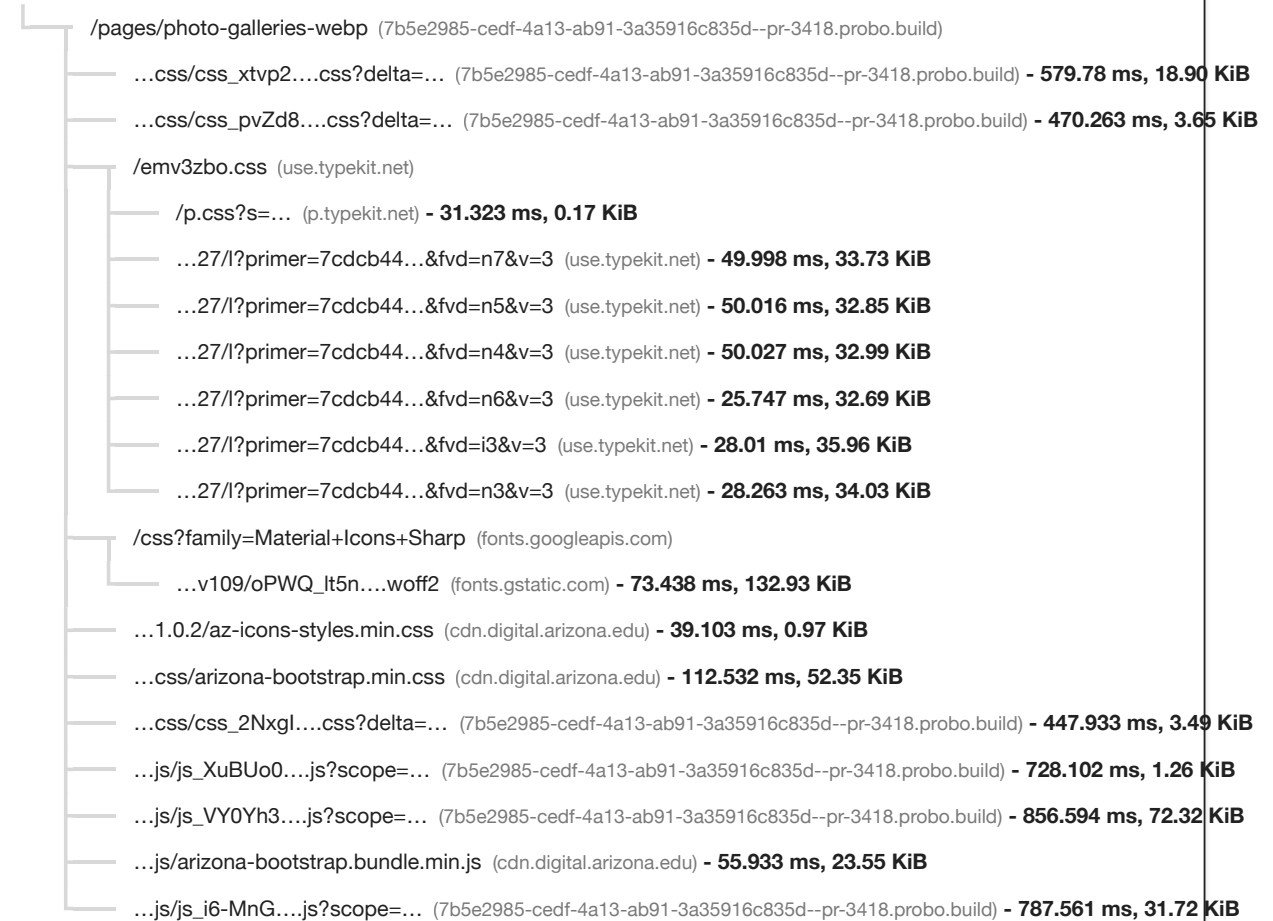 /pages/photo-galleries-webp (7b5e2985-cedf-4a13-ab91-3a35916c835d--pr-3418.probo.build)
…css/css_xtvp2….css?delta=… (7b5e2985-cedf-4a13-ab91-3a35916c835d--pr-3418.probo.build) - 579.78 ms, 18.90 KiB
…css/css_pvZd8….css?delta=… (7b5e2985-cedf-4a13-ab91-3a35916c835d--pr-3418.probo.build) - 470.263 ms, 3.65 KiB
/emv3zbo.css (use.typekit.net)
/p.css?s=… (p.typekit.net) - 31.323 ms, 0.17 KiB
…27/l?primer=7cdcb44…&fvd=n7&v=3 (use.typekit.net) - 49.998 ms, 33.73 KiB
…27/l?primer=7cdcb44…&fvd=n5&v=3 (use.typekit.net) - 50.016 ms, 32.85 KiB
…27/l?primer=7cdcb44…&fvd=n4&v=3 (use.typekit.net) - 50.027 ms, 32.99 KiB
…27/l?primer=7cdcb44…&fvd=n6&v=3 (use.typekit.net) - 25.747 ms, 32.69 KiB
…27/l?primer=7cdcb44…&fvd=i3&v=3 (use.typekit.net) - 28.01 ms, 35.96 KiB
…27/l?primer=7cdcb44…&fvd=n3&v=3 (use.typekit.net) - 28.263 ms, 34.03 KiB
/css?family=Material+Icons+Sharp (fonts.googleapis.com)
…v109/oPWQ_lt5n….woff2 (fonts.gstatic.com) - 73.438 ms, 132.93 KiB
…1.0.2/az-icons-styles.min.css (cdn.digital.arizona.edu) - 39.103 ms, 0.97 KiB
…css/arizona-bootstrap.min.css (cdn.digital.arizona.edu) - 112.532 ms, 52.35 KiB
…css/css_2NxgI….css?delta=… (7b5e2985-cedf-4a13-ab91-3a35916c835d--pr-3418.probo.build) - 447.933 ms, 3.49 KiB
…js/js_XuBUo0….js?scope=… (7b5e2985-cedf-4a13-ab91-3a35916c835d--pr-3418.probo.build) - 728.102 ms, 1.26 KiB
…js/js_VY0Yh3….js?scope=… (7b5e2985-cedf-4a13-ab91-3a35916c835d--pr-3418.probo.build) - 856.594 ms, 72.32 KiB
…js/arizona-bootstrap.bundle.min.js (cdn.digital.arizona.edu) - 55.933 ms, 23.55 KiB
…js/js_i6-MnG….js?scope=… (7b5e2985-cedf-4a13-ab91-3a35916c835d--pr-3418.probo.build) - 787.561 ms, 31.72 KiB